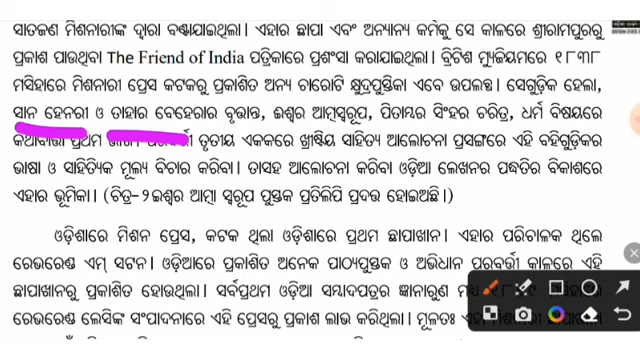 ସାତଜଣ ମିଶନାରୀଙ୍କ ଦ୍ୱାରା ବଣ୍ଟାଯାଇଥିଲା । ଏହାର ଛାପା ଏବଂ ଅନ୍ୟାନ୍ୟ କର୍ମକୁ ସେ କାଳରେ ଶ୍ରୀରାମପୁରରୁ
ପ୍ରକାଶ ପାଉଥିବା The Friend of India ପତ୍ରିକାରେ ପ୍ରଶଂସା କରାଯାଇଥିଲା । ବ୍ରିଟିଶ ମ୍ୟୁଜିୟମରେ ୧୮୩୮
ମସିହାରେ ମିଶନାରୀ ପ୍ରେସ କଟକରୁ ପ୍ରକାଶିତ ଅନ୍ୟ ଚାରୋଟି କ୍ଷୁଦ୍ରପୁସ୍ତିକା ଏବେ ଉପଲବ୍ଧ । ସେଗୁଡ଼ିକ ହେଲା,
ସାନ ହେନରୀ ଓ ତାହାର ବେହେରାର ବୃତ୍ତାନ୍ତ, ଈଶ୍ୱର ଆତ୍ମସ୍ୱରୂପ, ପିତାମ୍ବର ସିଂହର ଚରିତ୍ର, ଧର୍ମ ବିଷୟରେ
କଥାବାର୍ତ୍ତା ପ୍ରଥମ ତୃତୀୟ ଏକକରେ ଖ୍ରୀଷ୍ଟିୟ ସାହିତ୍ୟ ଆଲୋଚନା ପ୍ରସଙ୍ଗରେ ଏହି ବହିଗୁଡ଼ିକର
ଭାଷା ଓ ସାହିତ୍ୟିକ ମୂଲ୍ୟ ବିଚାର କରିବା । ତାସହ ଆଲୋଚନା କରିବା ଓଡ଼ିଆ ଲେଖନର ପଦ୍ଧତିର ବିକାଶରେ
ଏହାର ଭୂମିକା । (ଚିତ୍ର-୨ ଇଶ୍ୱର ଆତ୍ମା ସ୍ୱରୂପ ପୁସ୍ତକ ପ୍ରତିଲିପି ପ୍ରଦତ୍ତ ହୋଇଅଛି ।)
ଓଡ଼ିଶାରେ ମିଶନ ପ୍ରେସ, କଟକ ଥିଲା ଓଡ଼ିଶାରେ ପ୍ରଥମ ଛାପାଖାନା । ଏହାର ପରିଚାଳକ ଥିଲେ
ରେଭରେଣ୍ଡ ଏମ୍ ସଟନ । ଓଡ଼ିଆରେ ପ୍ରକାଶିତ ଅନେକ ପାଠ୍ୟପୁସ୍ତକ ଓ ଅଭିଧାନ ପରବର୍ତ୍ତୀ କାଳରେ ଏହି
ଛାପାଖାନାରୁ ପ୍ରକାଶିତ ହୋଉଥିଲା । ସର୍ବପ୍ରଥମ ଓଡ଼ିଆ ସମ୍ବାଦପତ୍ରର ଜ୍ଞାନାରୁଣ
ରେଭରେଣ୍ଡ ଲେସିଙ୍କ ସଂପାଦନାରେ ଏହି ପ୍ରେସରୁ ପ୍ରକାଶ ଲାଭ କରିଥିଲା । ମୂଳତଃ